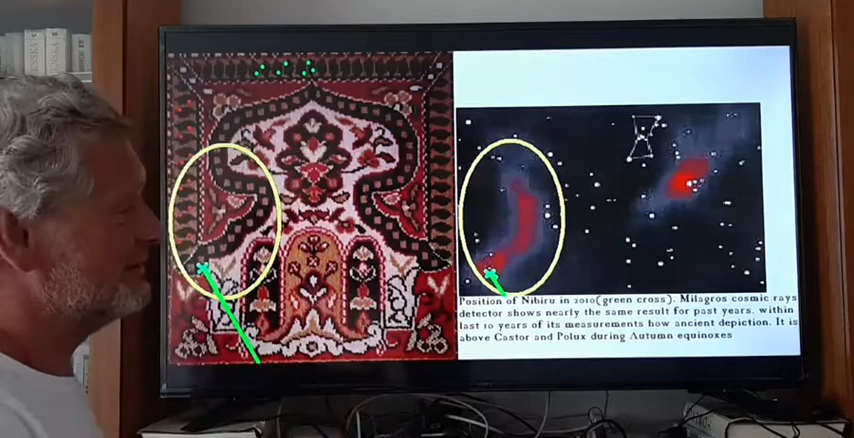 ENSKA
Position of Nibiru in 2010(green cross). Milagros cosmic rays
detector shows nearly the same result for past years, within
last 10 years of its measurements how ancient depiction. It is
above Castor and Polux during Autumn equinoxes